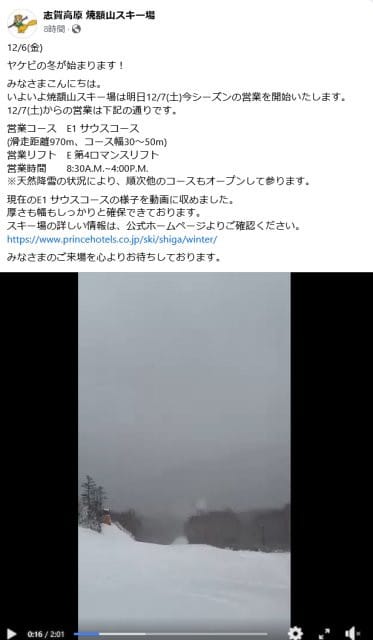 志賀高原 焼額山スキー場
8時間・
12/6(金)
ヤケビの冬が始まります！
みなさまこんにちは。
いよいよ焼額山スキー場は明日12/7(土)今シーズンの営業を開始いたします。
12/7(土)からの営業は下記の通りです。
営業コース　E1 サウスコース
(滑走距離970m、コース幅30～50m)
営業リフト　E 第4ロマンスリフト
営業時間　　8:30A.M.~4:00P.M.
※天然降雪の状況により、順次他のコースもオープンして参ります。
現在のE1 サウスコースの様子を動画に収めました。
厚さも幅もしっかりと確保できております。
スキー場の詳しい情報は、公式ホームページよりご確認ください。
https://www.princehotels.co.jp/ski/shiga/winter/
みなさまのご来場を心よりお待ちしております。
0:16 / 2:01